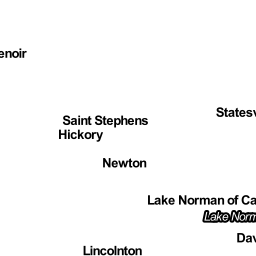 enoir
Statesv
Saint Stephens
Hickory
Newton
Lake Norman of Ca
Lake Norm
Dav
Lincolnton